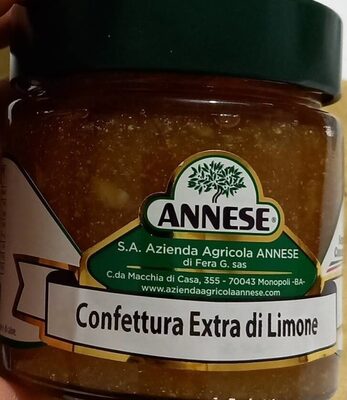 ANNESE®
S.A. Azienda Agricola ANNESE
di Fera G. sas
C.da Macchia di Casa, 355 - 70043 Monopoli -BA-
www.aziendaagricolaannese.com
Confettura Extra di Limone